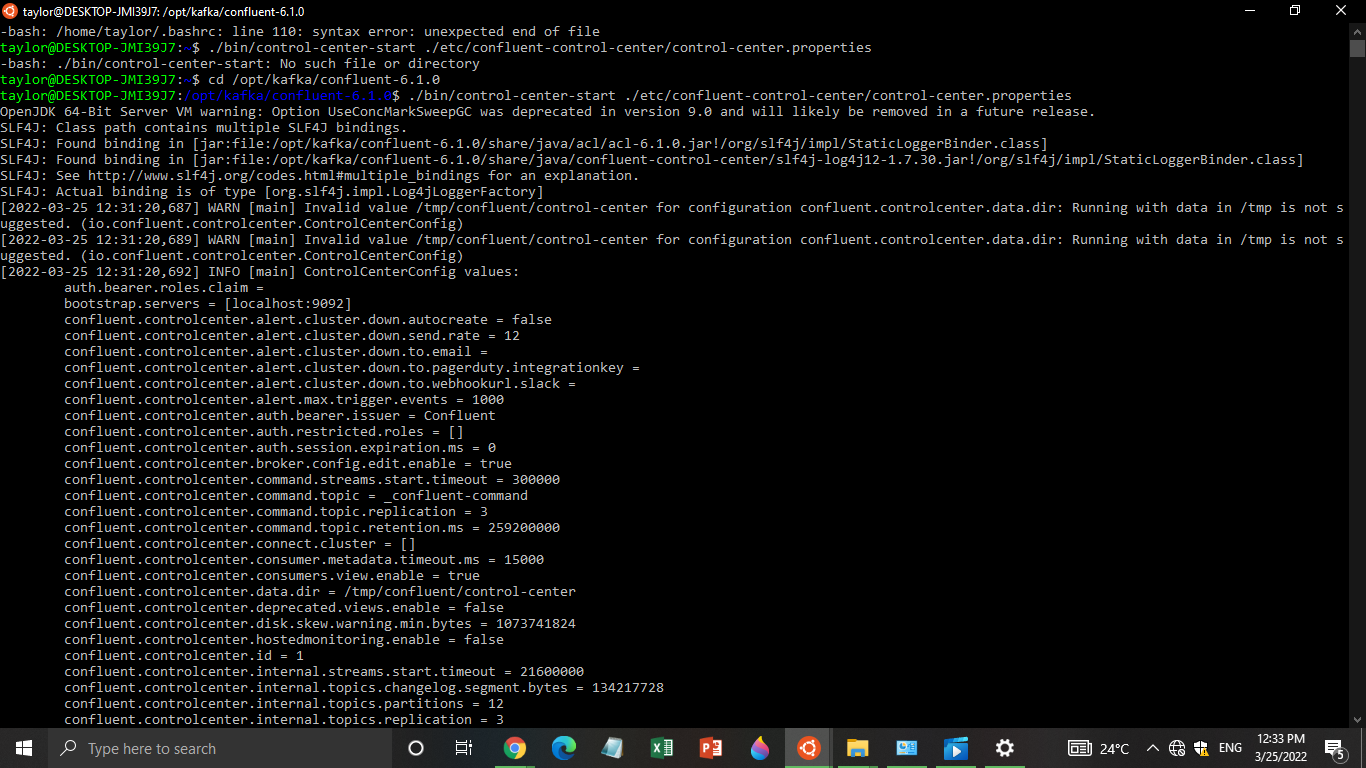 taylor@DESKTOP-JMI39J7: /opt/kafka/confluent-6.1.0
-bash: /home/taylor/.bashrc: line 110: syntax error: unexpected end of file
taylor@DESKTOP-JMI39J7:~$ ./bin/control-center-start ./etc/confluent-control-center/control-center.properties
-bash: ./bin/control-center-start: No such file or directory
taylor@DESKTOP-JMI39J7:~$ cd /opt/kafka/confluent-6.1.0
taylor@DESKTOP-JMI39J7:/opt/kafka/confluent-6.1.0$ ./bin/control-center-start ./etc/confluent-control-center/control-center.properties
OpenJDK 64-Bit Server VM warning: Option UseConcMarkSweepGC was deprecated in version 9.0 and will likely be removed in a future release.
SLF4J: Class path contains multiple SLF4J bindings.
SLF4J: Found binding in [jar:file:/opt/kafka/confluent-6.1.0/share/java/acl/acl-6.1.0.jar!/org/slf4j/impl/StaticLoggerBinder.class]
SLF4J: Found binding in [jar:file:/opt/kafka/confluent-6.1.0/share/java/confluent-control-center/slf4j-log4j12-1.7.30.jar!/org/slf4j/impl/StaticLoggerBinder.class]
SLF4J: See http://www.slf4j.org/codes.html#multiple_bindings for an explanation.
SLF4J: Actual binding is of type [org.slf4j.impl.Log4jLoggerFactory]
[2022-03-25 12:31:20,687] WARN [main] Invalid value /tmp/confluent/control-center for configuration confluent.controlcenter.data.dir: Running with data in /tmp is not s
uggested. (io.confluent.controlcenter.ControlCenterConfig)
[2022-03-25 12:31:20,689] WARN [main] Invalid value /tmp/confluent/control-center for configuration confluent.controlcenter.data.dir: Running with data in /tmp is not s
uggested. (io.confluent.controlcenter.ControlCenterConfig)
[2022-03-25 12:31:20,692] INFO [main] ControlCenterConfig values:
auth.bearer.roles.claim =
bootstrap.servers = [localhost:9092]
confluent.controlcenter.alert.cluster.down.autocreate = false
confluent.controlcenter.alert.cluster.down.send.rate = 12
confluent.controlcenter.alert.cluster.down.to.email =
confluent.controlcenter.alert.cluster.down.to.pagerduty.integrationkey =
confluent.controlcenter.alert.cluster.down.to.webhookurl.slack =
confluent.controlcenter.alert.max.trigger.events = 1000
confluent.controlcenter.auth.bearer.issuer = Confluent
confluent.controlcenter.auth.restricted.roles = []
confluent.controlcenter.auth.session.expiration.ms = 0
confluent.controlcenter.broker.config.edit.enable = true
confluent.controlcenter.command.streams.start.timeout = 300000
confluent.controlcenter.command.topic = _confluent-command
confluent.controlcenter.command.topic.replication = 3
confluent.controlcenter.command.topic.retention.ms = 259200000
confluent.controlcenter.connect.cluster = []
confluent.controlcenter.consumer.metadata.timeout.ms = 15000
confluent.controlcenter.consumers.view.enable = true
confluent.controlcenter.data.dir = /tmp/confluent/control-center
confluent.controlcenter.deprecated.views.enable = false
confluent.controlcenter.disk.skew.warning.min.bytes = 1073741824
confluent.controlcenter.hostedmonitoring.enable = false
confluent.controlcenter.id = 1
confluent.controlcenter.internal.streams.start.timeout = 21600000
confluent.controlcenter.internal.topics.changelog.segment.bytes = 134217728
confluent.controlcenter.internal.topics.partitions = 12
confluent.controlcenter.internal.topics.replication = 3
Type here to search
24°C
ENG
12:33 PM
3/25/2022
5